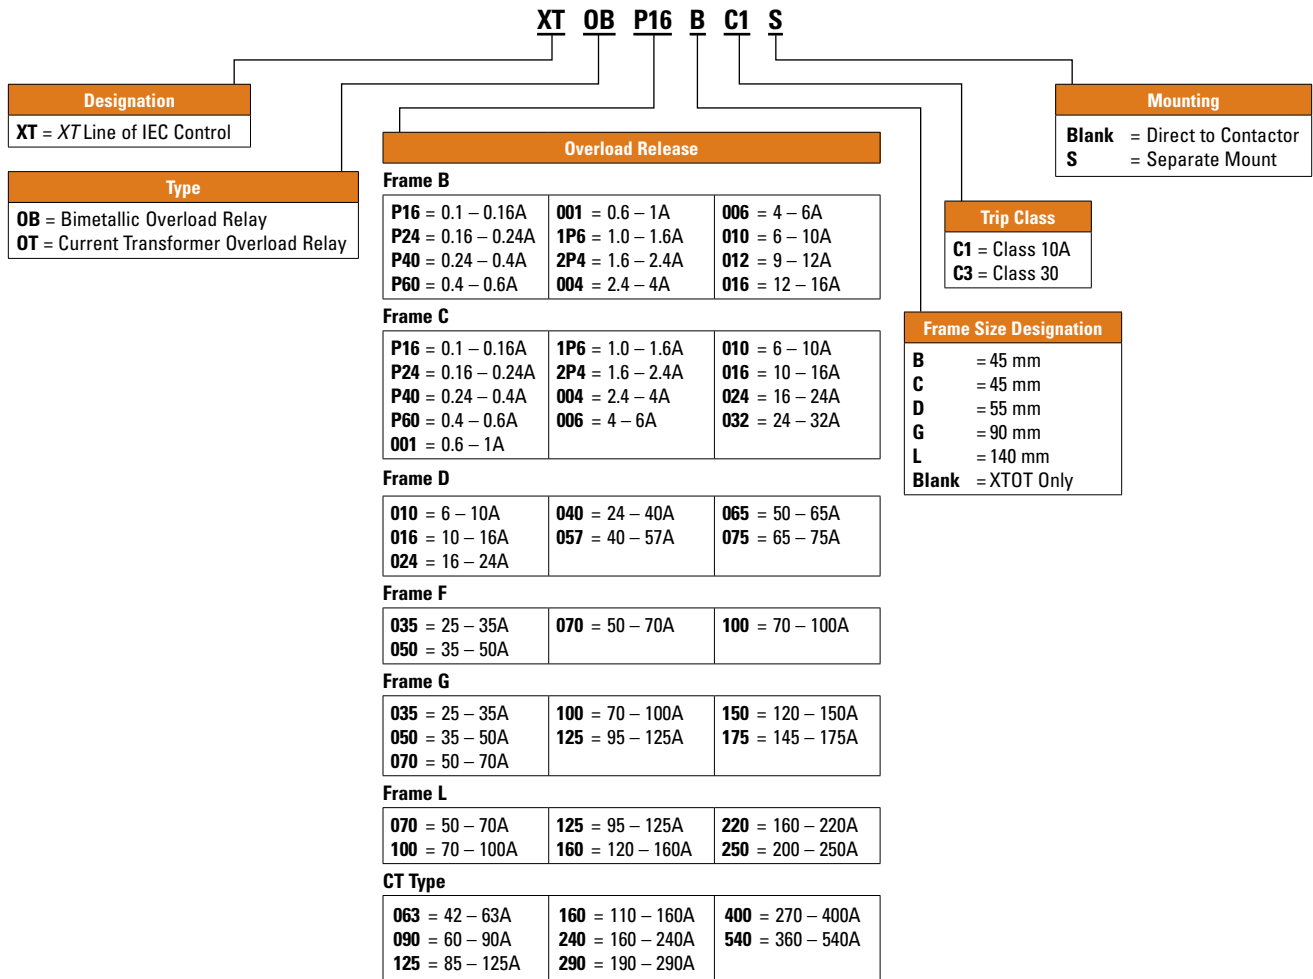 XT OB P16 B C1 S
Designation
XT = XT Line of IEC Control
Type
OB = Bimetallic Overload Relay
OT = Current Transformer Overload Relay
Overload Release
Frame B
P16 = 0.1 – 0.16A 001 = 0.6 – 1A 006 = 4 – 6A
P24 = 0.16 – 0.24A 1P6 = 1.0 – 1.6A 010 = 6 – 10A
P40 = 0.24 – 0.4A 2P4 = 1.6 – 2.4A 012 = 9 – 12A
P60 = 0.4 – 0.6A 004 = 2.4 – 4A 016 = 12 – 16A
Frame C
P16 = 0.1 – 0.16A 1P6 = 1.0 – 1.6A 010 = 6 – 10A
P24 = 0.16 – 0.24A 2P4 = 1.6 – 2.4A 016 = 10 – 16A
P40 = 0.24 – 0.4A 004 = 2.4 – 4A 024 = 16 – 24A
P60 = 0.4 – 0.6A 006 = 4 – 6A 032 = 24 – 32A
001 = 0.6 – 1A
Frame D
010 = 6 – 10A 040 = 24 – 40A 065 = 50 – 65A
016 = 10 – 16A 057 = 40 – 57A 075 = 65 – 75A
024 = 16 – 24A
Frame F
035 = 25 – 35A 070 = 50 – 70A 100 = 70 – 100A
050 = 35 – 50A
Frame G
035 = 25 – 35A 100 = 70 – 100A 150 = 120 – 150A
050 = 35 – 50A 125 = 95 – 125A 175 = 145 – 175A
070 = 50 – 70A
Frame L
070 = 50 – 70A 125 = 95 – 125A 220 = 160 – 220A
100 = 70 – 100A 160 = 120 – 160A 250 = 200 – 250A
CT Type
063 = 42 – 63A 160 = 110 – 160A 400 = 270 – 400A
090 = 60 – 90A 240 = 160 – 240A 540 = 360 – 540A
125 = 85 – 125A 290 = 190 – 290A
Mounting
Blank = Direct to Contactor
S = Separate Mount
Trip Class
C1 = Class 10A
C3 = Class 30
Frame Size Designation
B = 45 mm
C = 45 mm
D = 55 mm
G = 90 mm
L = 140 mm
Blank = XTOT Only